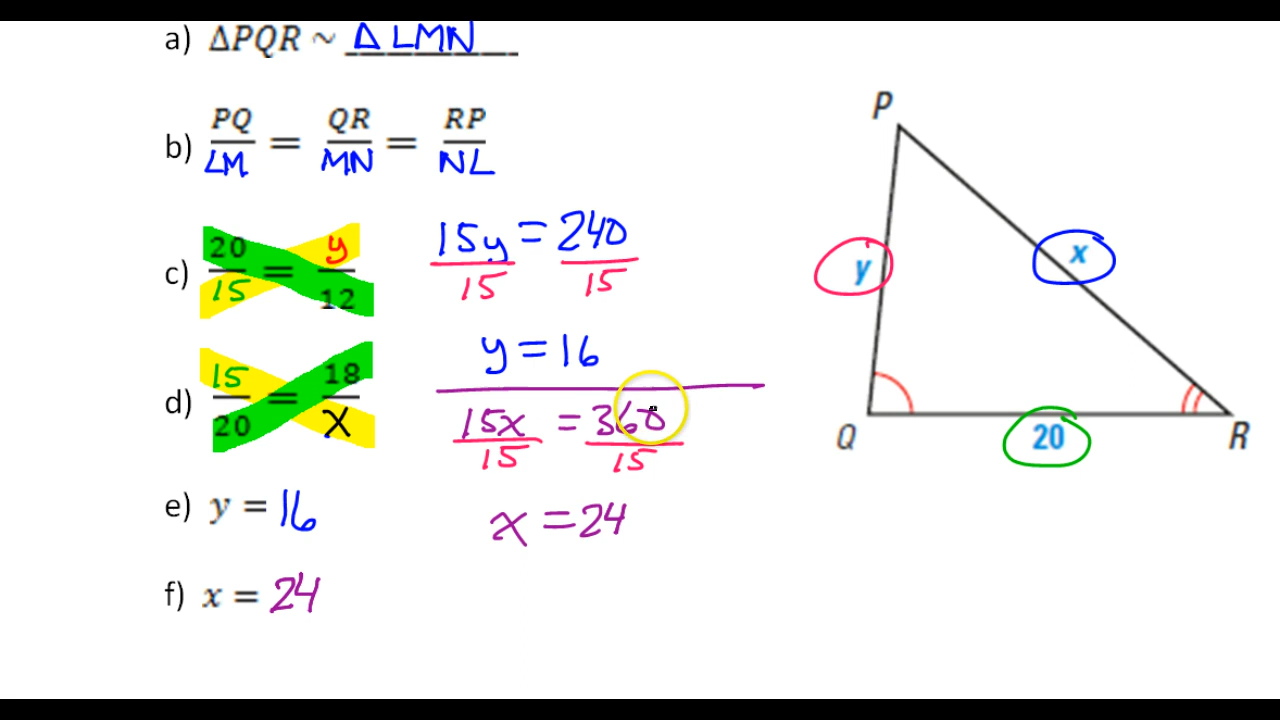 a) ΔPQR ~ Δ LMN
b) PQ/LM = QR/MN = RP/NL
c) 20/15 = y/12
15y = 240
15 15
y = 16
d) 15/20 = 18/x
15x = 360
15 15
x = 24
e) y = 16
f) x = 24
P
y
x
Q
20
R